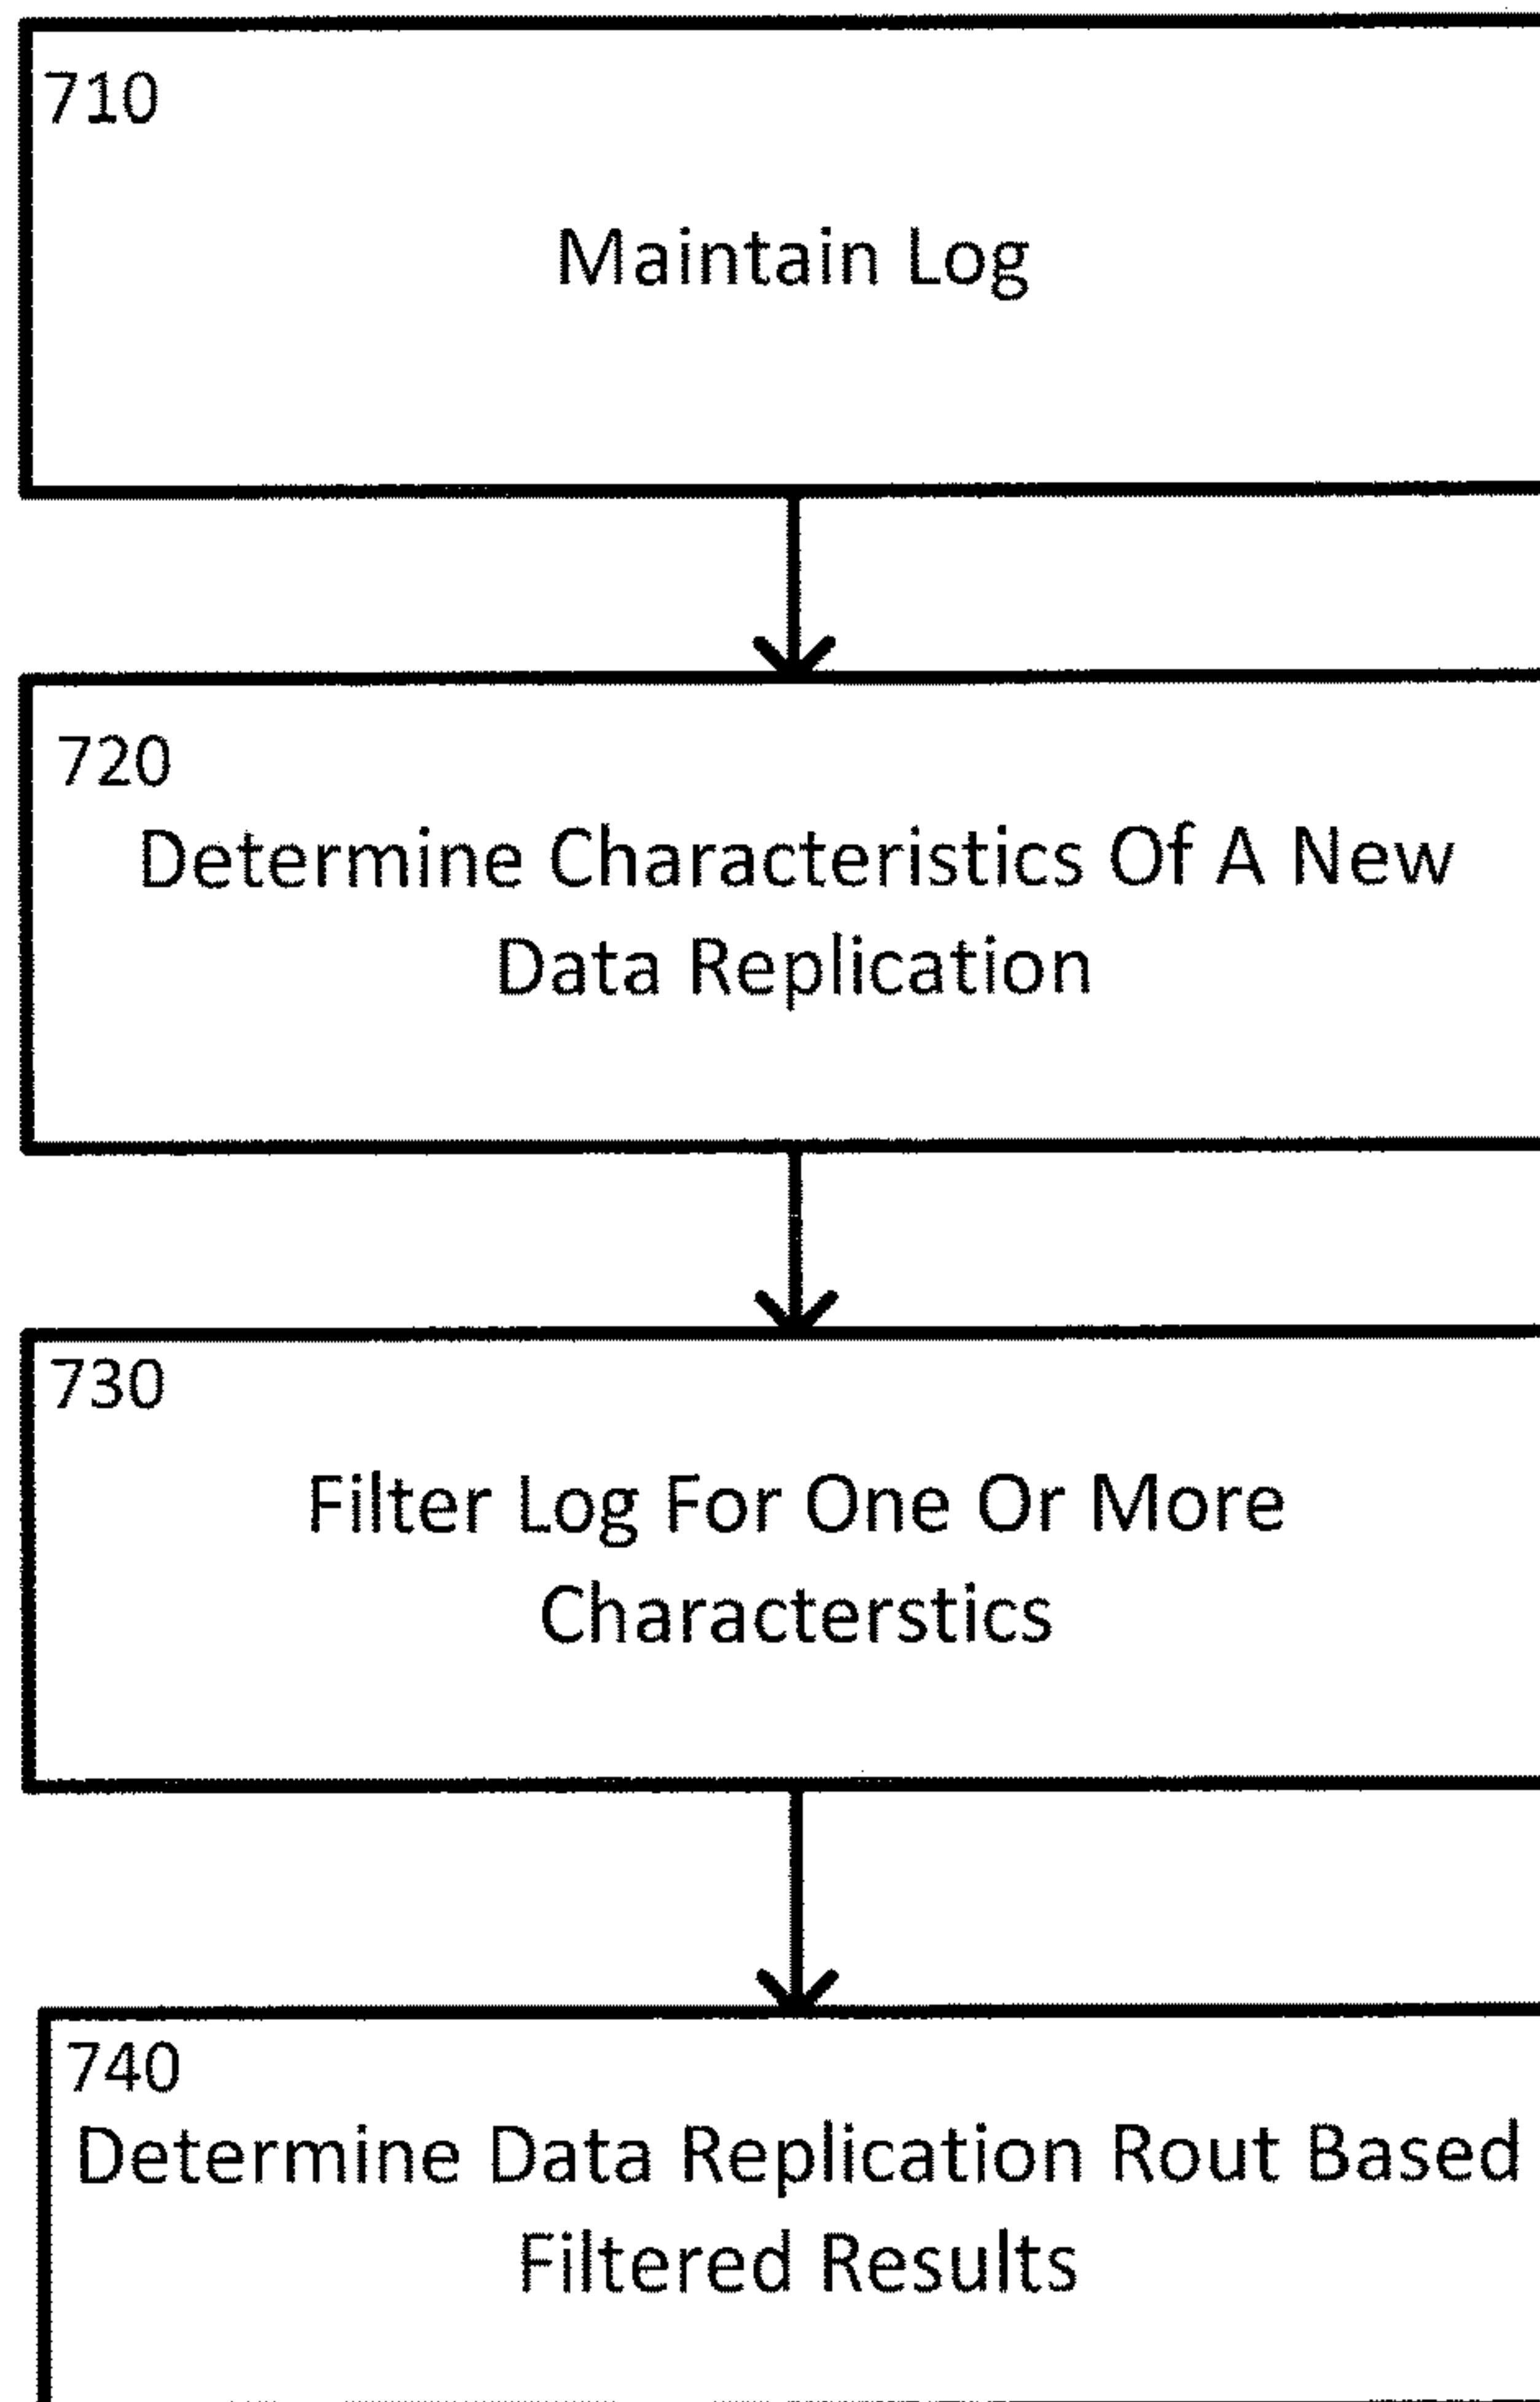 710
Maintain Log
720
Determine Characteristics Of A New
Data Replication
730
Filter Log For One Or More
Characterstics
740
Determine Data Replication Rout Based
Filtered Results